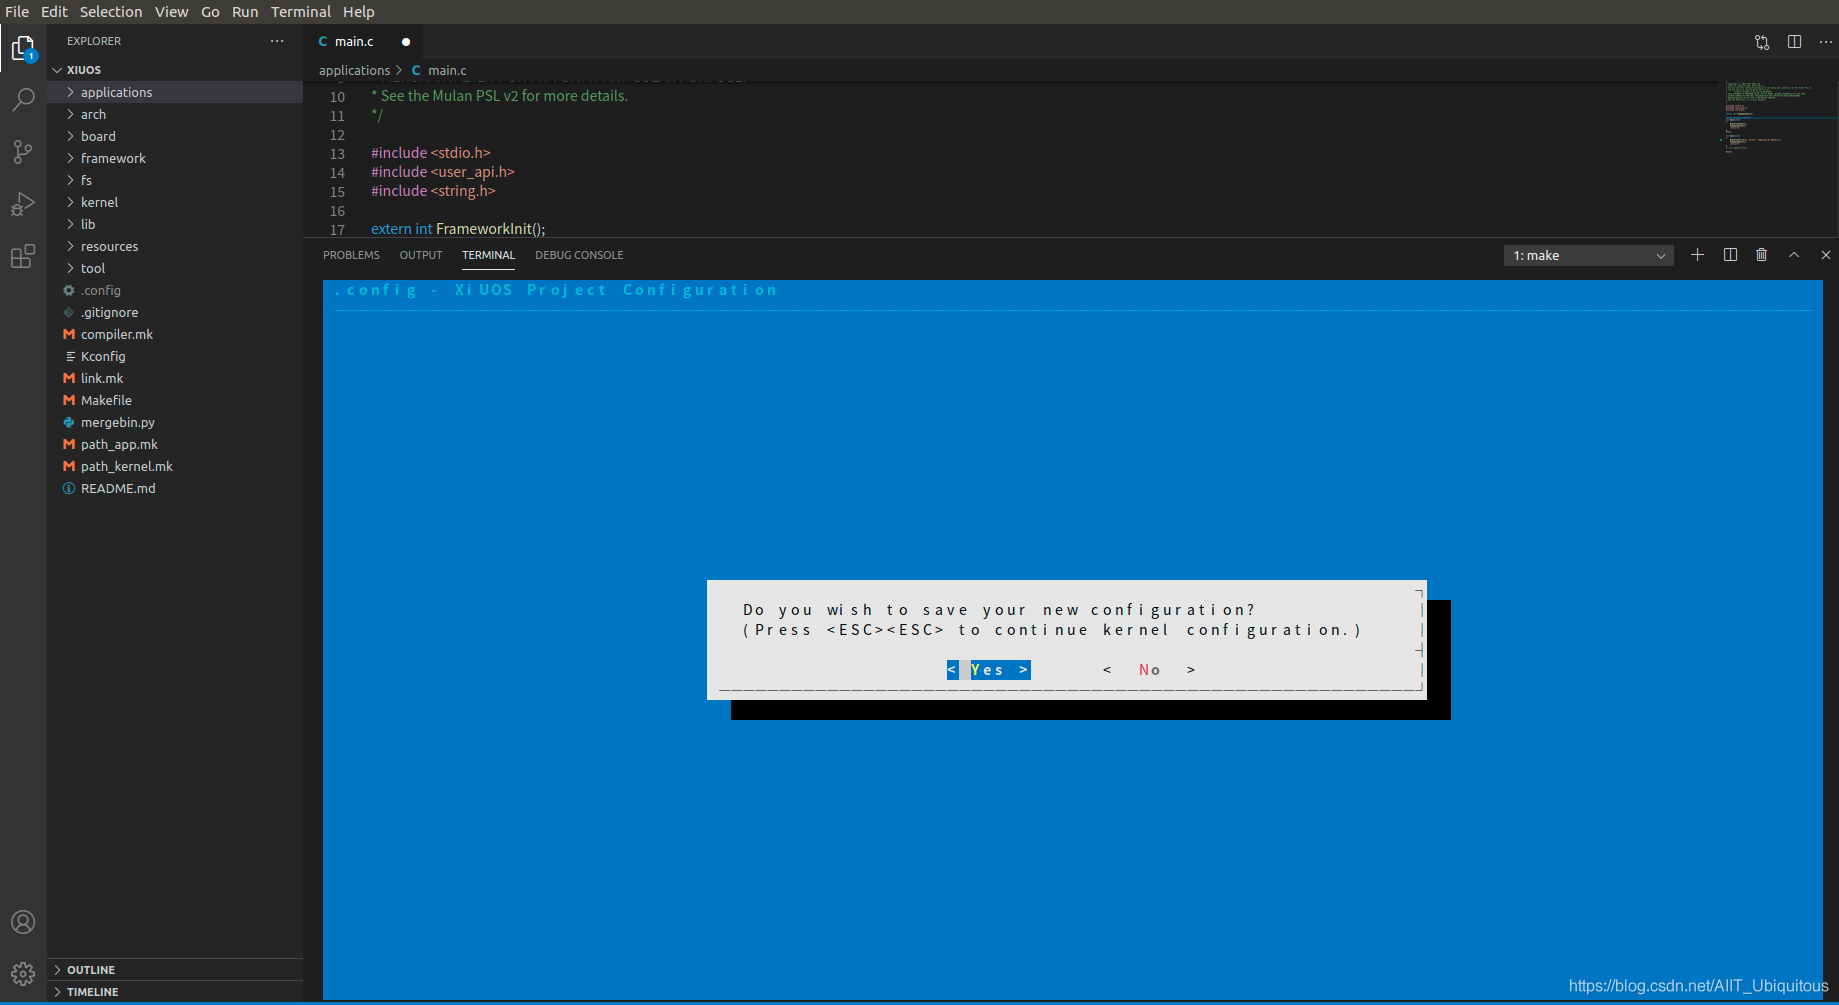 File Edit Selection View Go Run Terminal Help
EXPLORER
XIUOS
applications
arch
board
framework
fs
kernel
lib
resources
tool
.config
.gitignore
compiler.mk
Kconfig
link.mk
Makefile
mergebin.py
path_app.mk
path_kernel.mk
README.md
OUTLINE
TIMELINE
1
C main.c
applications > C main.c
10 * See the Mulan PSL v2 for more details.
11 */
12
13 #include <stdio.h>
14 #include <user_api.h>
15 #include <string.h>
16
17 extern int FrameworkInit();
PROBLEMS OUTPUT TERMINAL DEBUG CONSOLE
1: make
.config - XiUOS Project Configuration
Do you wish to save your new configuration?
(Press <ESC><ESC> to continue kernel configuration.)
< Yes > < No >
https://blog.csdn.net/AIIT_Ubiquitous